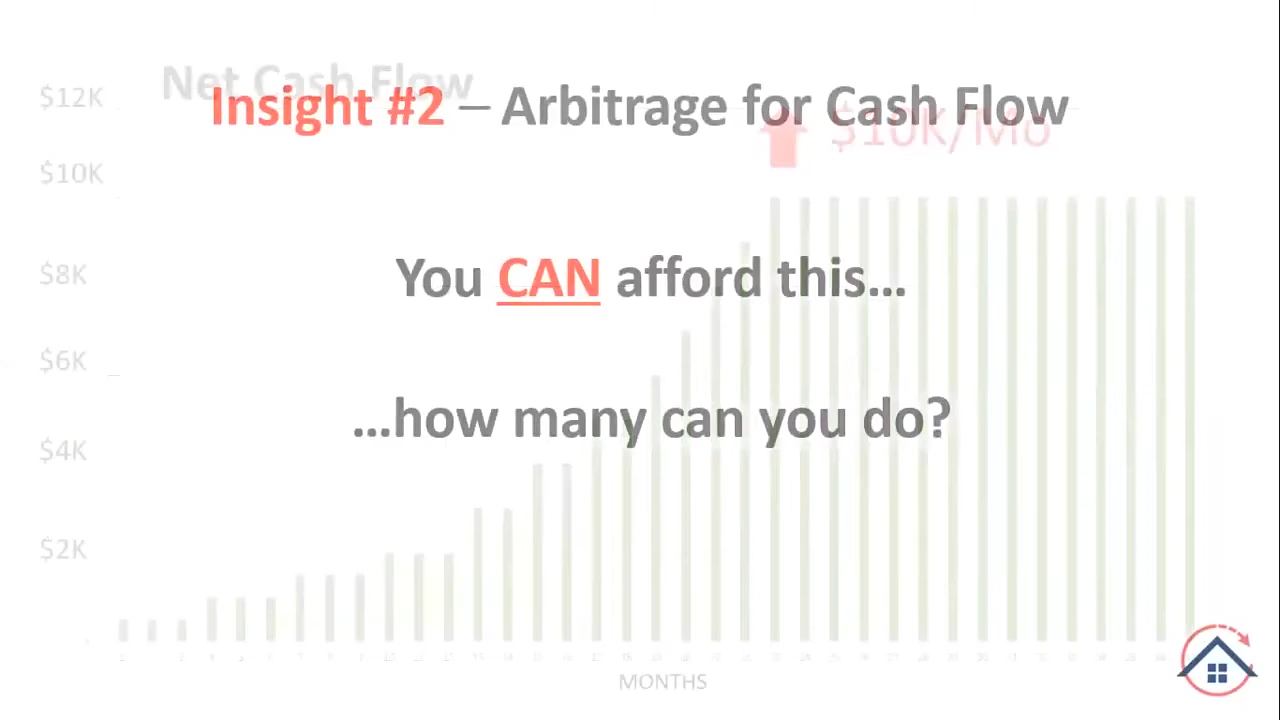 Net Cash Flow
Insight #2 – Arbitrage for Cash Flow
$10K/Mo
You CAN afford this…
…how many can you do?
$12K
$10K
$8K
$6K
$4K
$2K
MONTHS